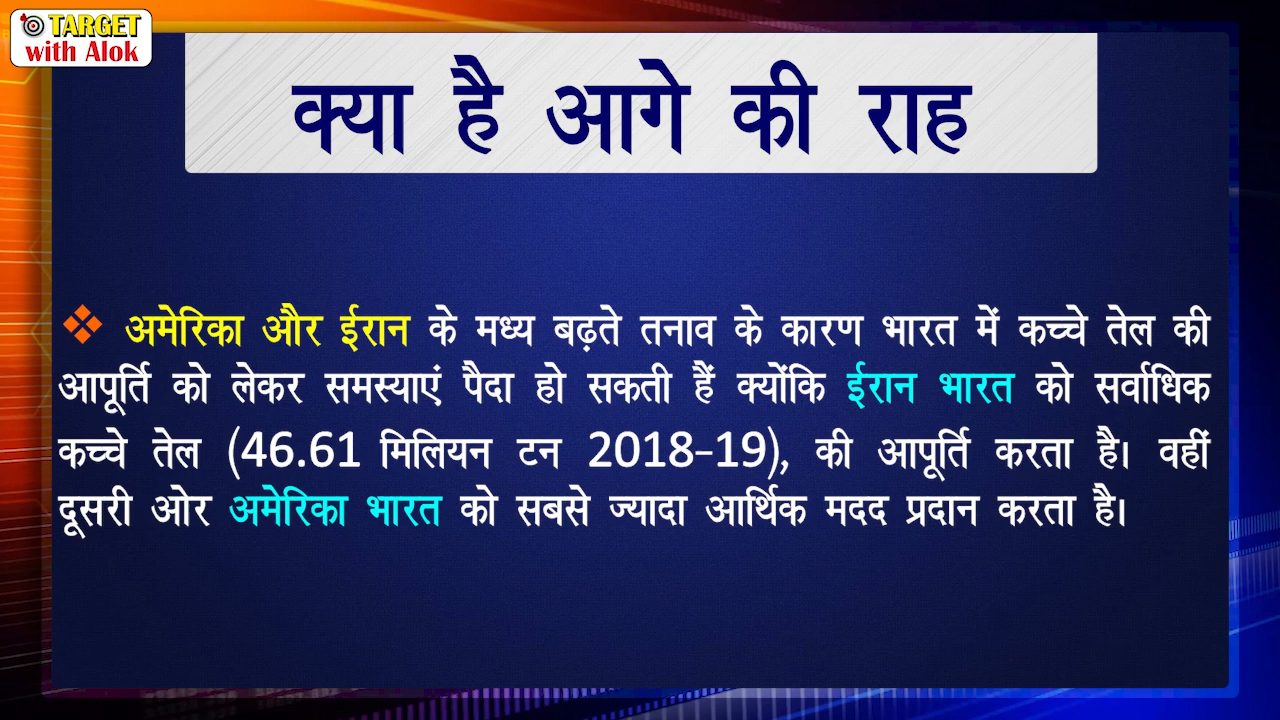 TARGET
with Alok
क्या है आगे की राह
❖ अमेरिका और ईरान के मध्य बढ़ते तनाव के कारण भारत में कच्चे तेल की
आपूर्ति को लेकर समस्याएं पैदा हो सकती हैं क्योंकि ईरान भारत को सर्वाधिक
कच्चे तेल (46.61 मिलियन टन 2018-19), की आपूर्ति करता है। वहीं
दूसरी ओर अमेरिका भारत को सबसे ज्यादा आर्थिक मदद प्रदान करता है।